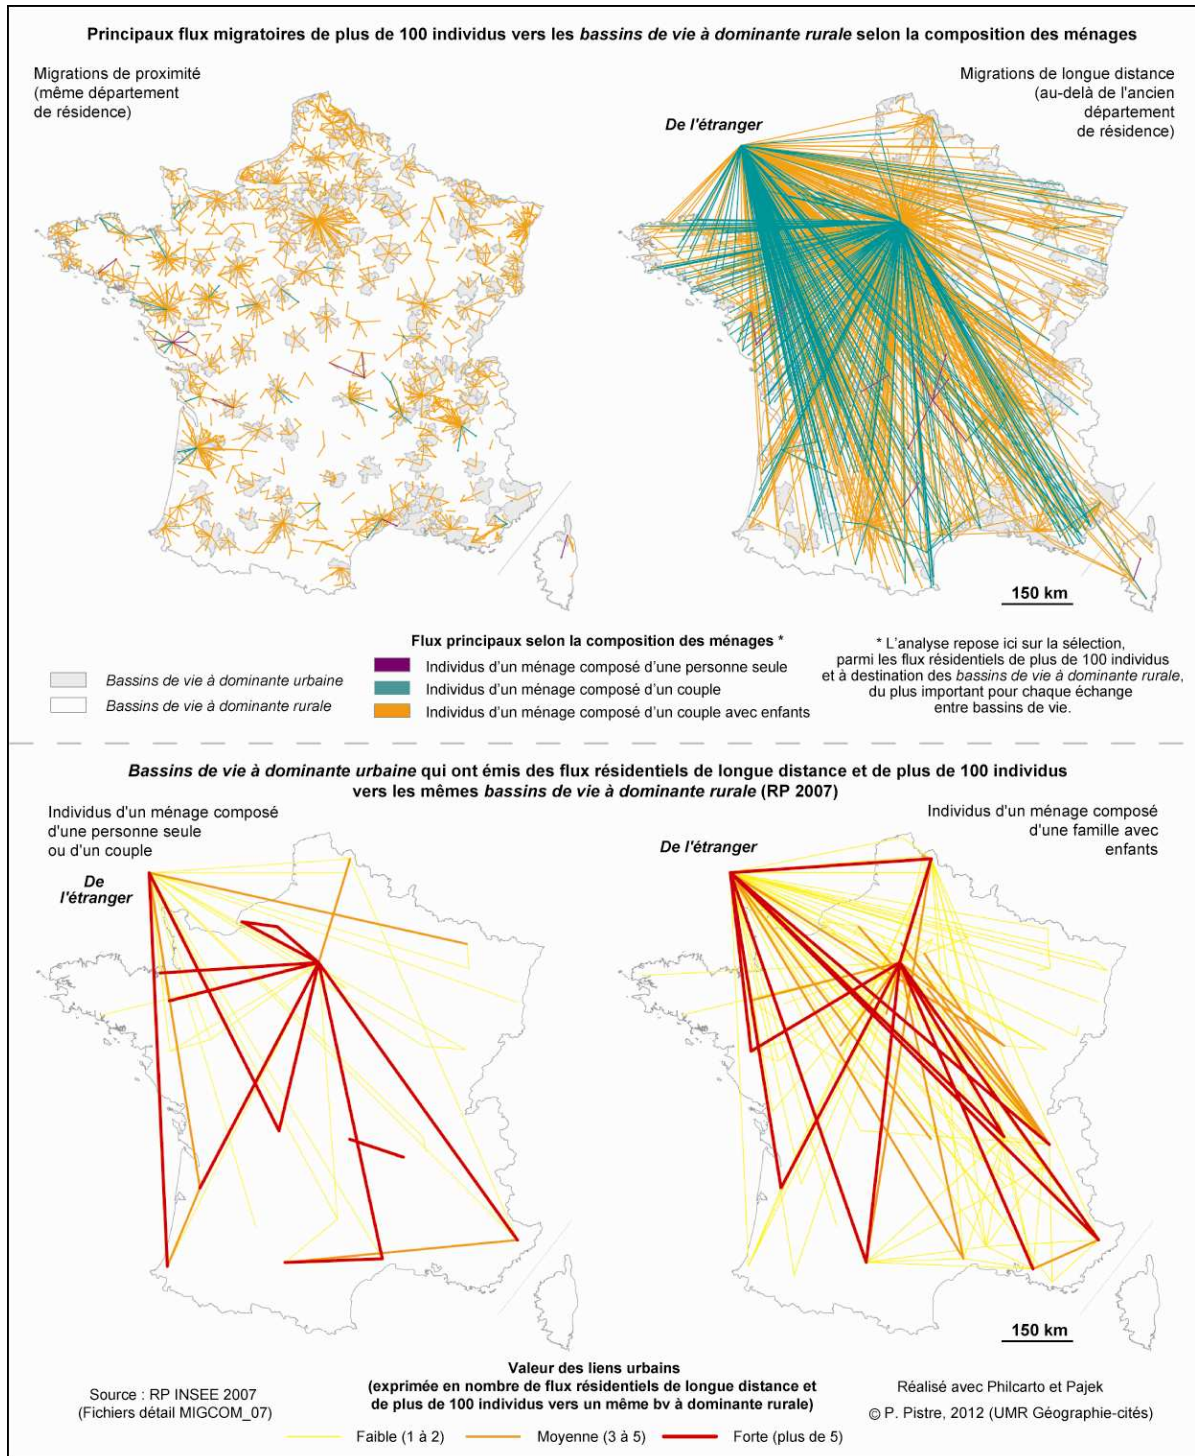 Principaux flux migratoires de plus de 100 individus vers les bassins de vie à dominante rurale selon la composition des ménages
Migrations de proximité
(même département
de résidence)
Migrations de longue distance
(au-delà de l'ancien
département
de résidence)
De l'étranger
150 km
Bassins de vie à dominante urbaine
Bassins de vie à dominante rurale
Flux principaux selon la composition des ménages *
Individus d'un ménage composé d'une personne seule
Individus d'un ménage composé d'un couple
Individus d'un ménage composé d'un couple avec enfants
* L'analyse repose ici sur la sélection,
parmi les flux résidentiels de plus de 100 individus
et à destination des bassins de vie à dominante rurale,
du plus important pour chaque échange
entre bassins de vie.
Bassins de vie à dominante urbaine qui ont émis des flux résidentiels de longue distance et de plus de 100 individus
vers les mêmes bassins de vie à dominante rurale (RP 2007)
Individus d'un ménage composé
d'une personne seule
ou d'un couple
De
l'étranger
Individus d'un ménage composé
d'une famille avec
enfants
De l'étranger
150 km
Source : RP INSEE 2007
(Fichiers détail MIGCOM_07)
Valeur des liens urbains
(exprimée en nombre de flux résidentiels de longue distance et
de plus de 100 individus vers un même bv à dominante rurale)
Faible (1 à 2)
Moyenne (3 à 5)
Forte (plus de 5)
Réalisé avec Philcarto et Pajek
© P. Pistre, 2012 (UMR Géographie-cités)